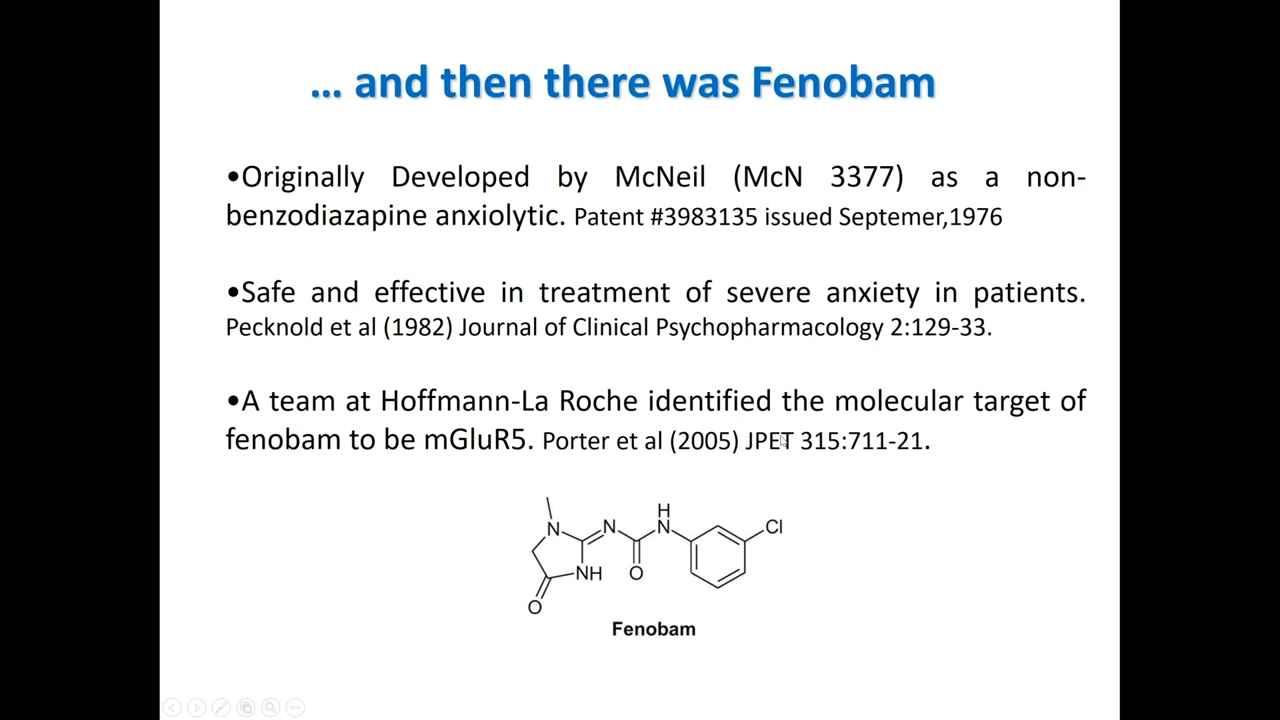 ... and then there was Fenobam
•Originally Developed by McNeil (McN 3377) as a non-
benzodiazapine anxiolytic. Patent #3983135 issued Septemer,1976
•Safe and effective in treatment of severe anxiety in patients.
Pecknold et al (1982) Journal of Clinical Psychopharmacology 2:129-33.
•A team at Hoffmann-La Roche identified the molecular target of
fenobam to be mGluR5. Porter et al (2005) JPET 315:711-21.
H
N N N Cl
NH O
O
Fenobam